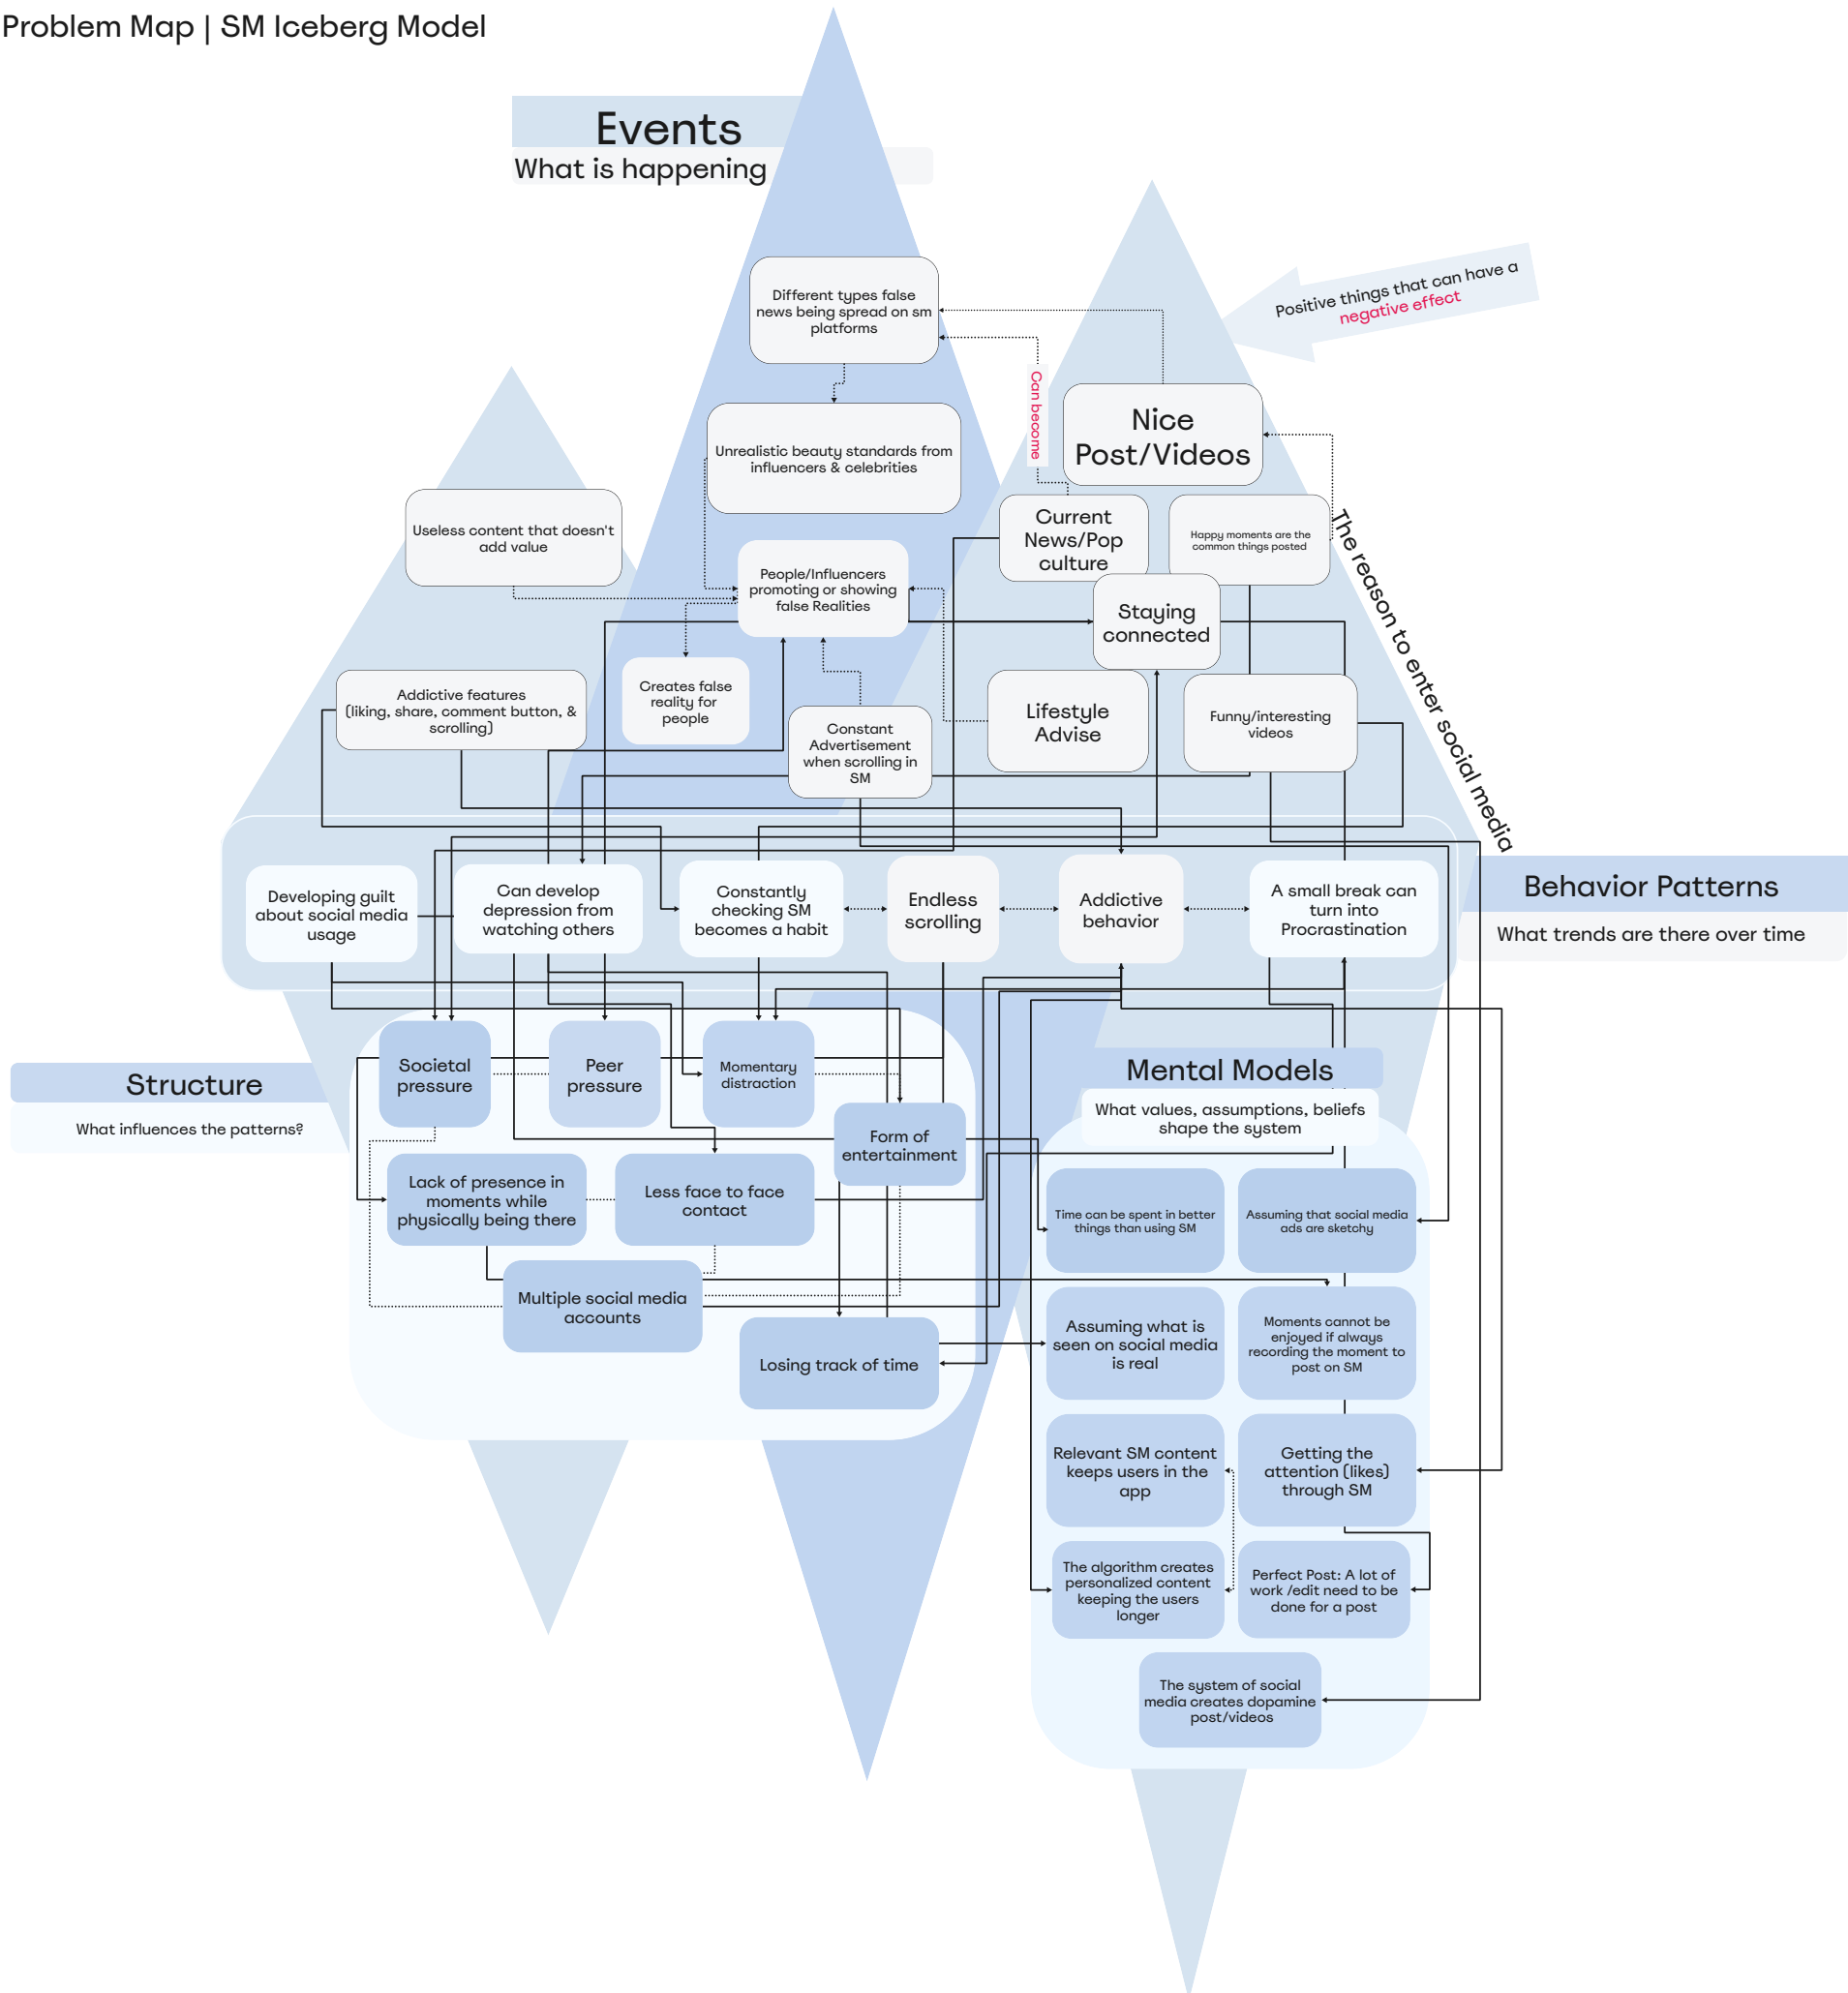 Problem Map | SM Iceberg Model
Events
What is happening
Positive things that can have a
negative effect
Different types false
news being spread on sm
platforms
Can become
Nice
Post/Videos
Unrealistic beauty standards from
influencers & celebrities
Useless content that doesn't
add value
Current
News/Pop
culture
Happy moments are the
common things posted
The reason to enter social media
People/Influencers
promoting or showing
false Realities
Staying
connected
Creates false
reality for
people
Addictive features
(liking, share, comment button, &
scrolling)
Constant
Advertisement
when scrolling in
SM
Lifestyle
Advise
Funny/interesting
videos
Developing guilt
about social media
usage
Can develop
depression from
watching others
Constantly
checking SM
becomes a habit
Endless
scrolling
Addictive
behavior
A small break can
turn into
Procrastination
Behavior Patterns
What trends are there over time
Structure
What influences the patterns?
Societal
pressure
Peer
pressure
Momentary
distraction
Form of
entertainment
Lack of presence in
moments while
physically being there
Less face to face
contact
Multiple social media
accounts
Losing track of time
Mental Models
What values, assumptions, beliefs
shape the system
Time can be spent in better
things than using SM
Assuming that social media
ads are sketchy
Assuming what is
seen on social media
is real
Moments cannot be
enjoyed if always
recording the moment to
post on SM
Relevant SM content
keeps users in the
app
Getting the
attention (likes)
through SM
The algorithm creates
personalized content
keeping the users
longer
Perfect Post: A lot of
work /edit need to be
done for a post
The system of social
media creates dopamine
post/videos